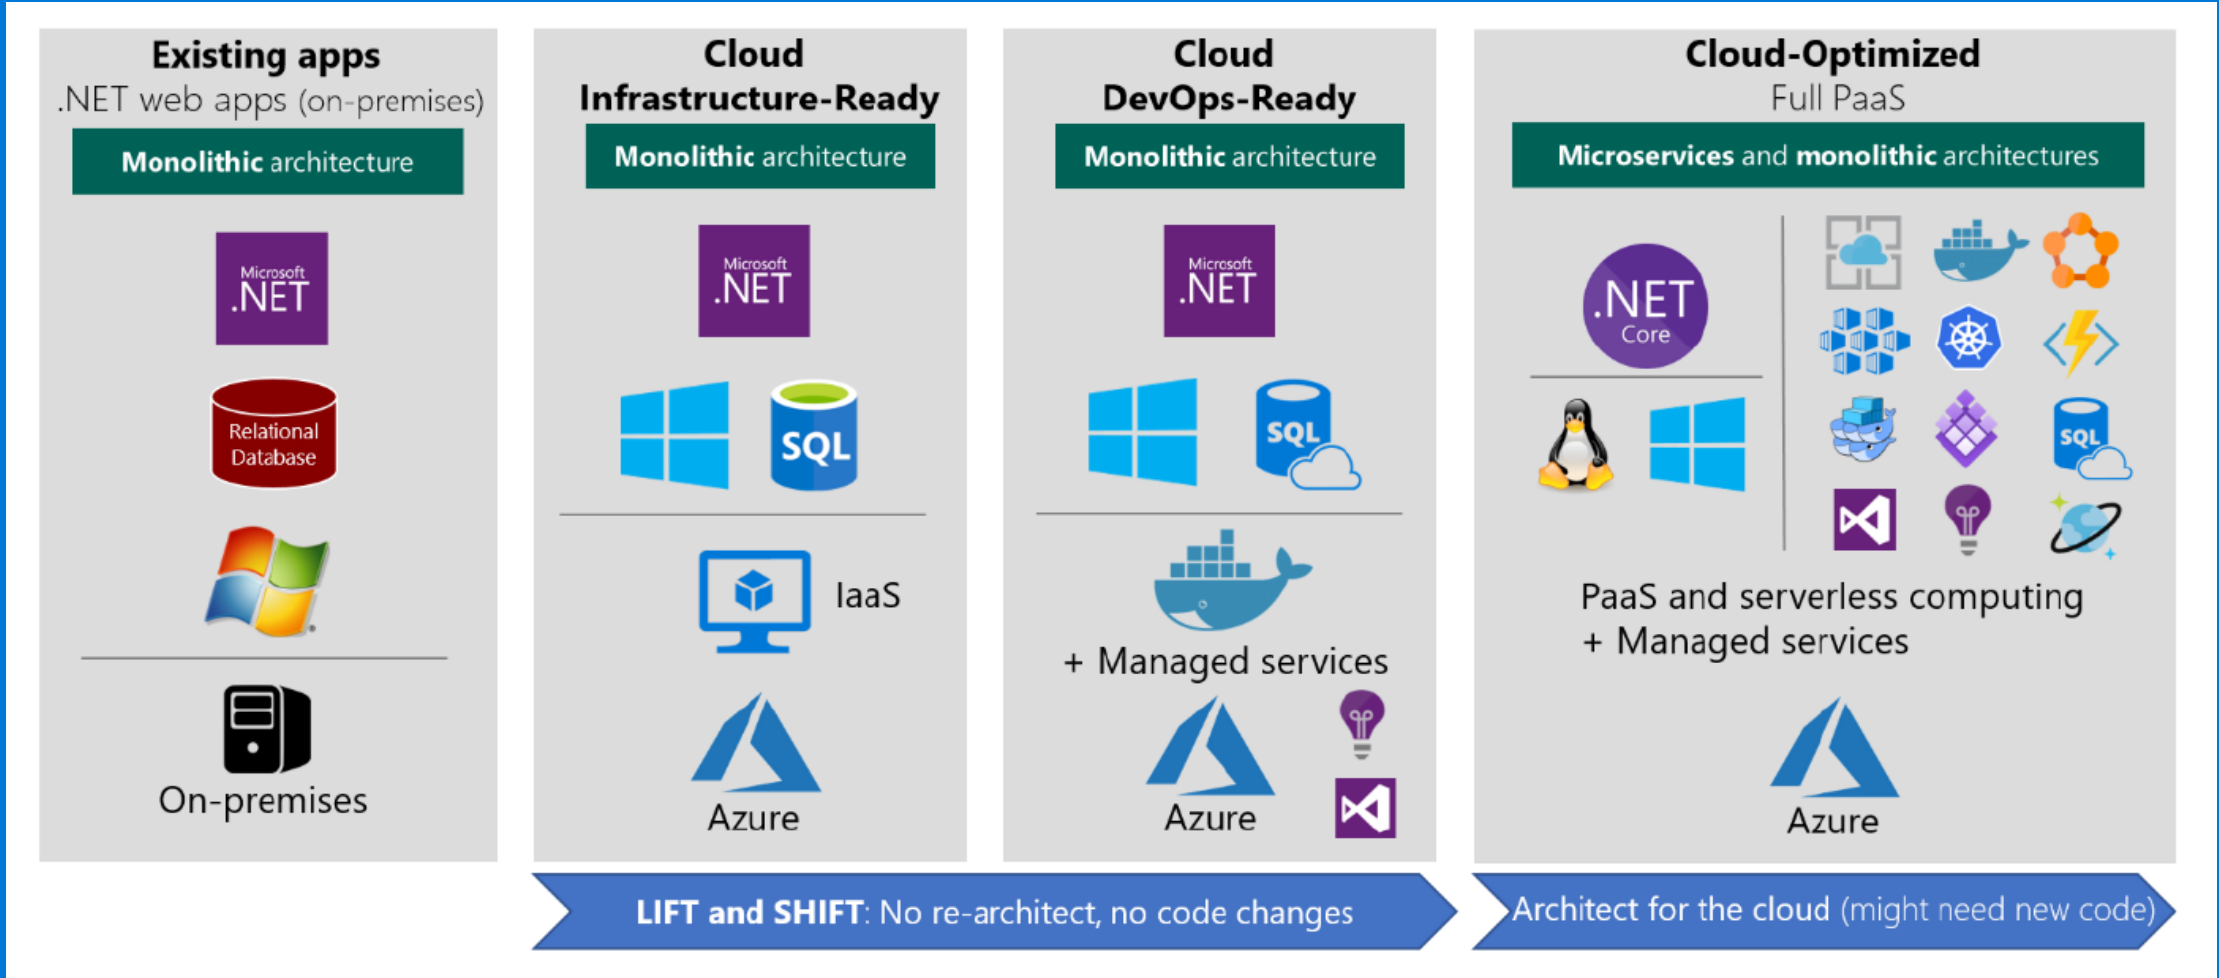 Existing apps
.NET web apps (on-premises)
Monolithic architecture
Microsoft
.NET
Relational
Database
On-premises
Cloud
Infrastructure-Ready
Monolithic architecture
Microsoft
.NET
SQL
IaaS
Azure
Cloud
DevOps-Ready
Monolithic architecture
Microsoft
.NET
SQL
+ Managed services
Azure
LIFT and SHIFT: No re-architect, no code changes
Cloud-Optimized
Full PaaS
Microservices and monolithic architectures
.NET
Core
SQL
PaaS and serverless computing
+ Managed services
Azure
Architect for the cloud (might need new code)